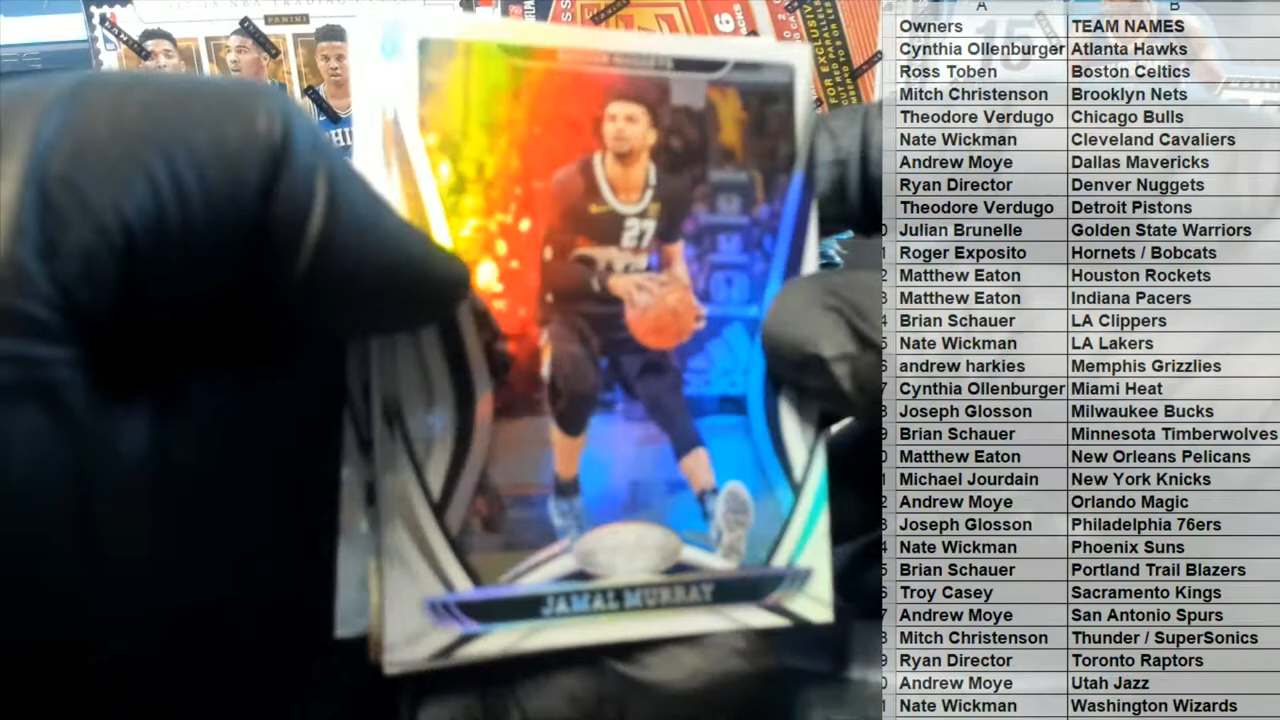 PANINI
6
PACKS
FOR EXCLUSIV
27
JAMAL MURRAY
A
B
Owners TEAM NAMES
Cynthia Ollenburger Atlanta Hawks
Ross Toben Boston Celtics
Mitch Christenson Brooklyn Nets
Theodore Verdugo Chicago Bulls
Nate Wickman Cleveland Cavaliers
Andrew Moye Dallas Mavericks
Ryan Director Denver Nuggets
Theodore Verdugo Detroit Pistons
Julian Brunelle Golden State Warriors
Roger Exposito Hornets / Bobcats
Matthew Eaton Houston Rockets
Matthew Eaton Indiana Pacers
Brian Schauer LA Clippers
Nate Wickman LA Lakers
andrew harkies Memphis Grizzlies
Cynthia Ollenburger Miami Heat
Joseph Glosson Milwaukee Bucks
Brian Schauer Minnesota Timberwolves
Matthew Eaton New Orleans Pelicans
Michael Jourdain New York Knicks
Andrew Moye Orlando Magic
Joseph Glosson Philadelphia 76ers
Nate Wickman Phoenix Suns
Brian Schauer Portland Trail Blazers
Troy Casey Sacramento Kings
Andrew Moye San Antonio Spurs
Mitch Christenson Thunder / SuperSonics
Ryan Director Toronto Raptors
Andrew Moye Utah Jazz
Nate Wickman Washington Wizards